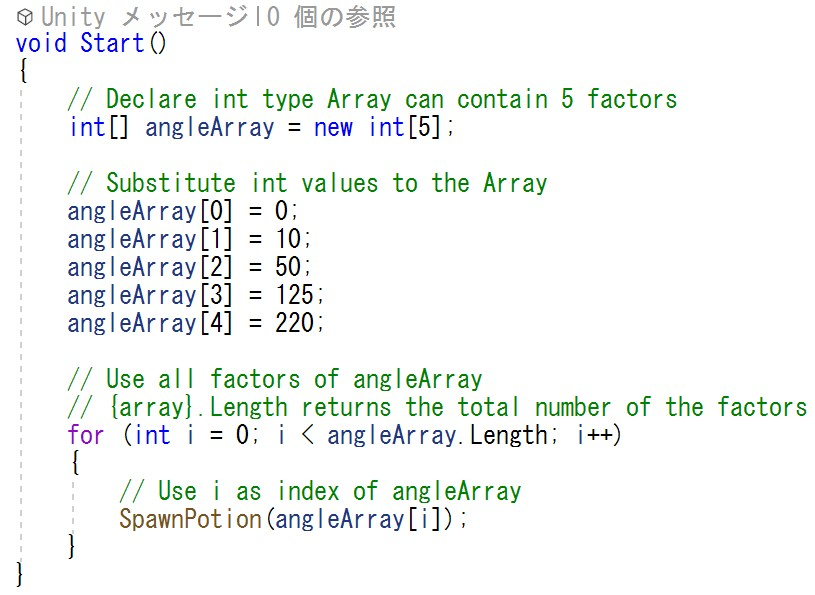 Unity メッセージ|0 個の参照
void Start()
{
// Declare int type Array can contain 5 factors
int[] angleArray = new int[5];
// Substitute int values to the Array
angleArray[0] = 0;
angleArray[1] = 10;
angleArray[2] = 50;
angleArray[3] = 125;
angleArray[4] = 220;
// Use all factors of angleArray
// {array}.Length returns the total number of the factors
for (int i = 0; i < angleArray.Length; i++)
{
// Use i as index of angleArray
SpawnPotion(angleArray[i]);
}
}